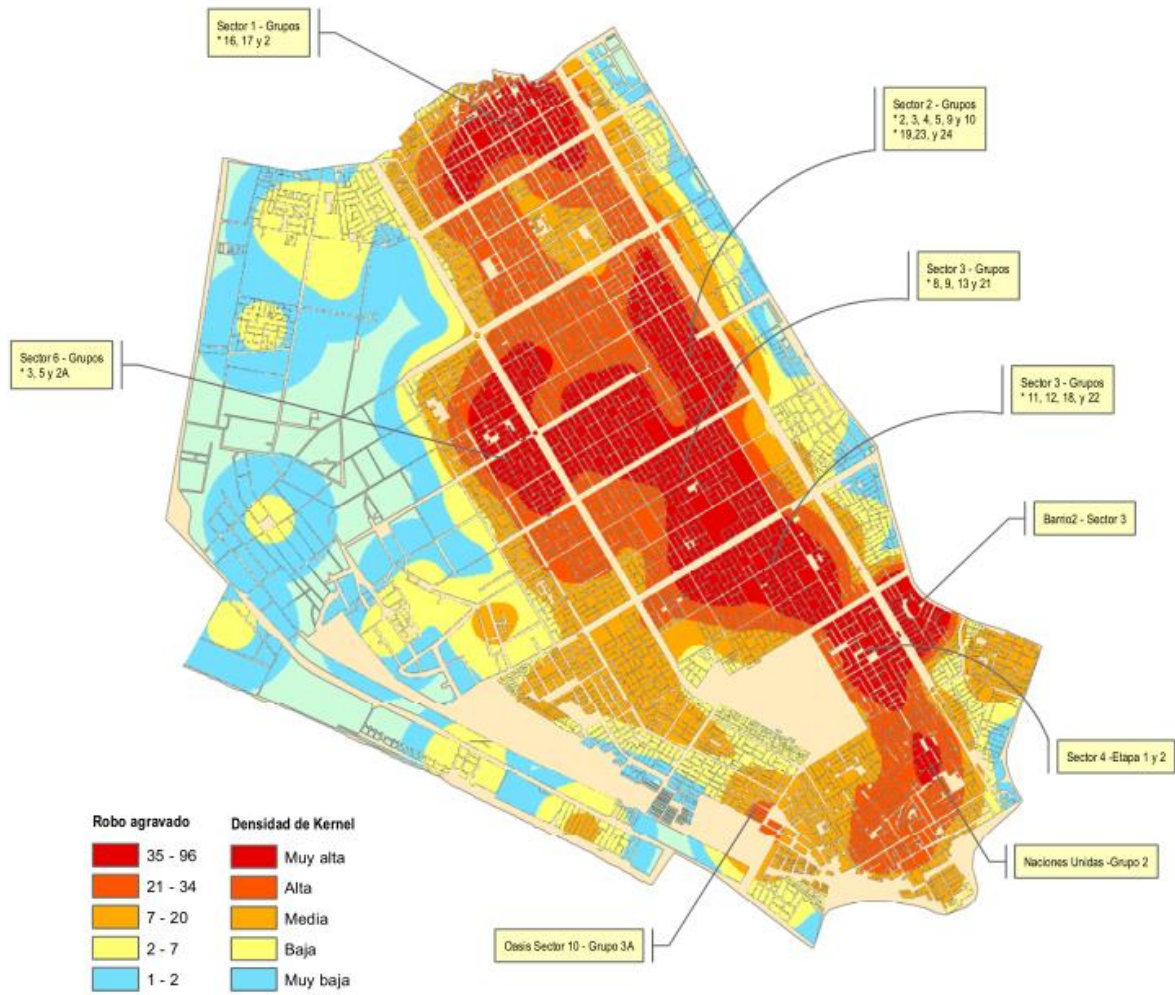 Sector 1 - Grupos
* 16, 17 y 2
Sector 2 - Grupos
* 2, 3, 4, 5, 9 y 10
* 19,23, y 24
Sector 3 - Grupos
* 8, 9, 13 y 21
Sector 6 - Grupos
* 3, 5 y 2A
Sector 3 - Grupos
* 11, 12, 18, y 22
Barrio2 - Sector 3
Sector 4 -Etapa 1 y 2
Naciones Unidas -Grupo 2
Oasis Sector 10 - Grupo 3A
Robo agravado
35 - 96
21 - 34
7 - 20
2 - 7
1 - 2
Densidad de Kernel
Muy alta
Alta
Media
Baja
Muy baja